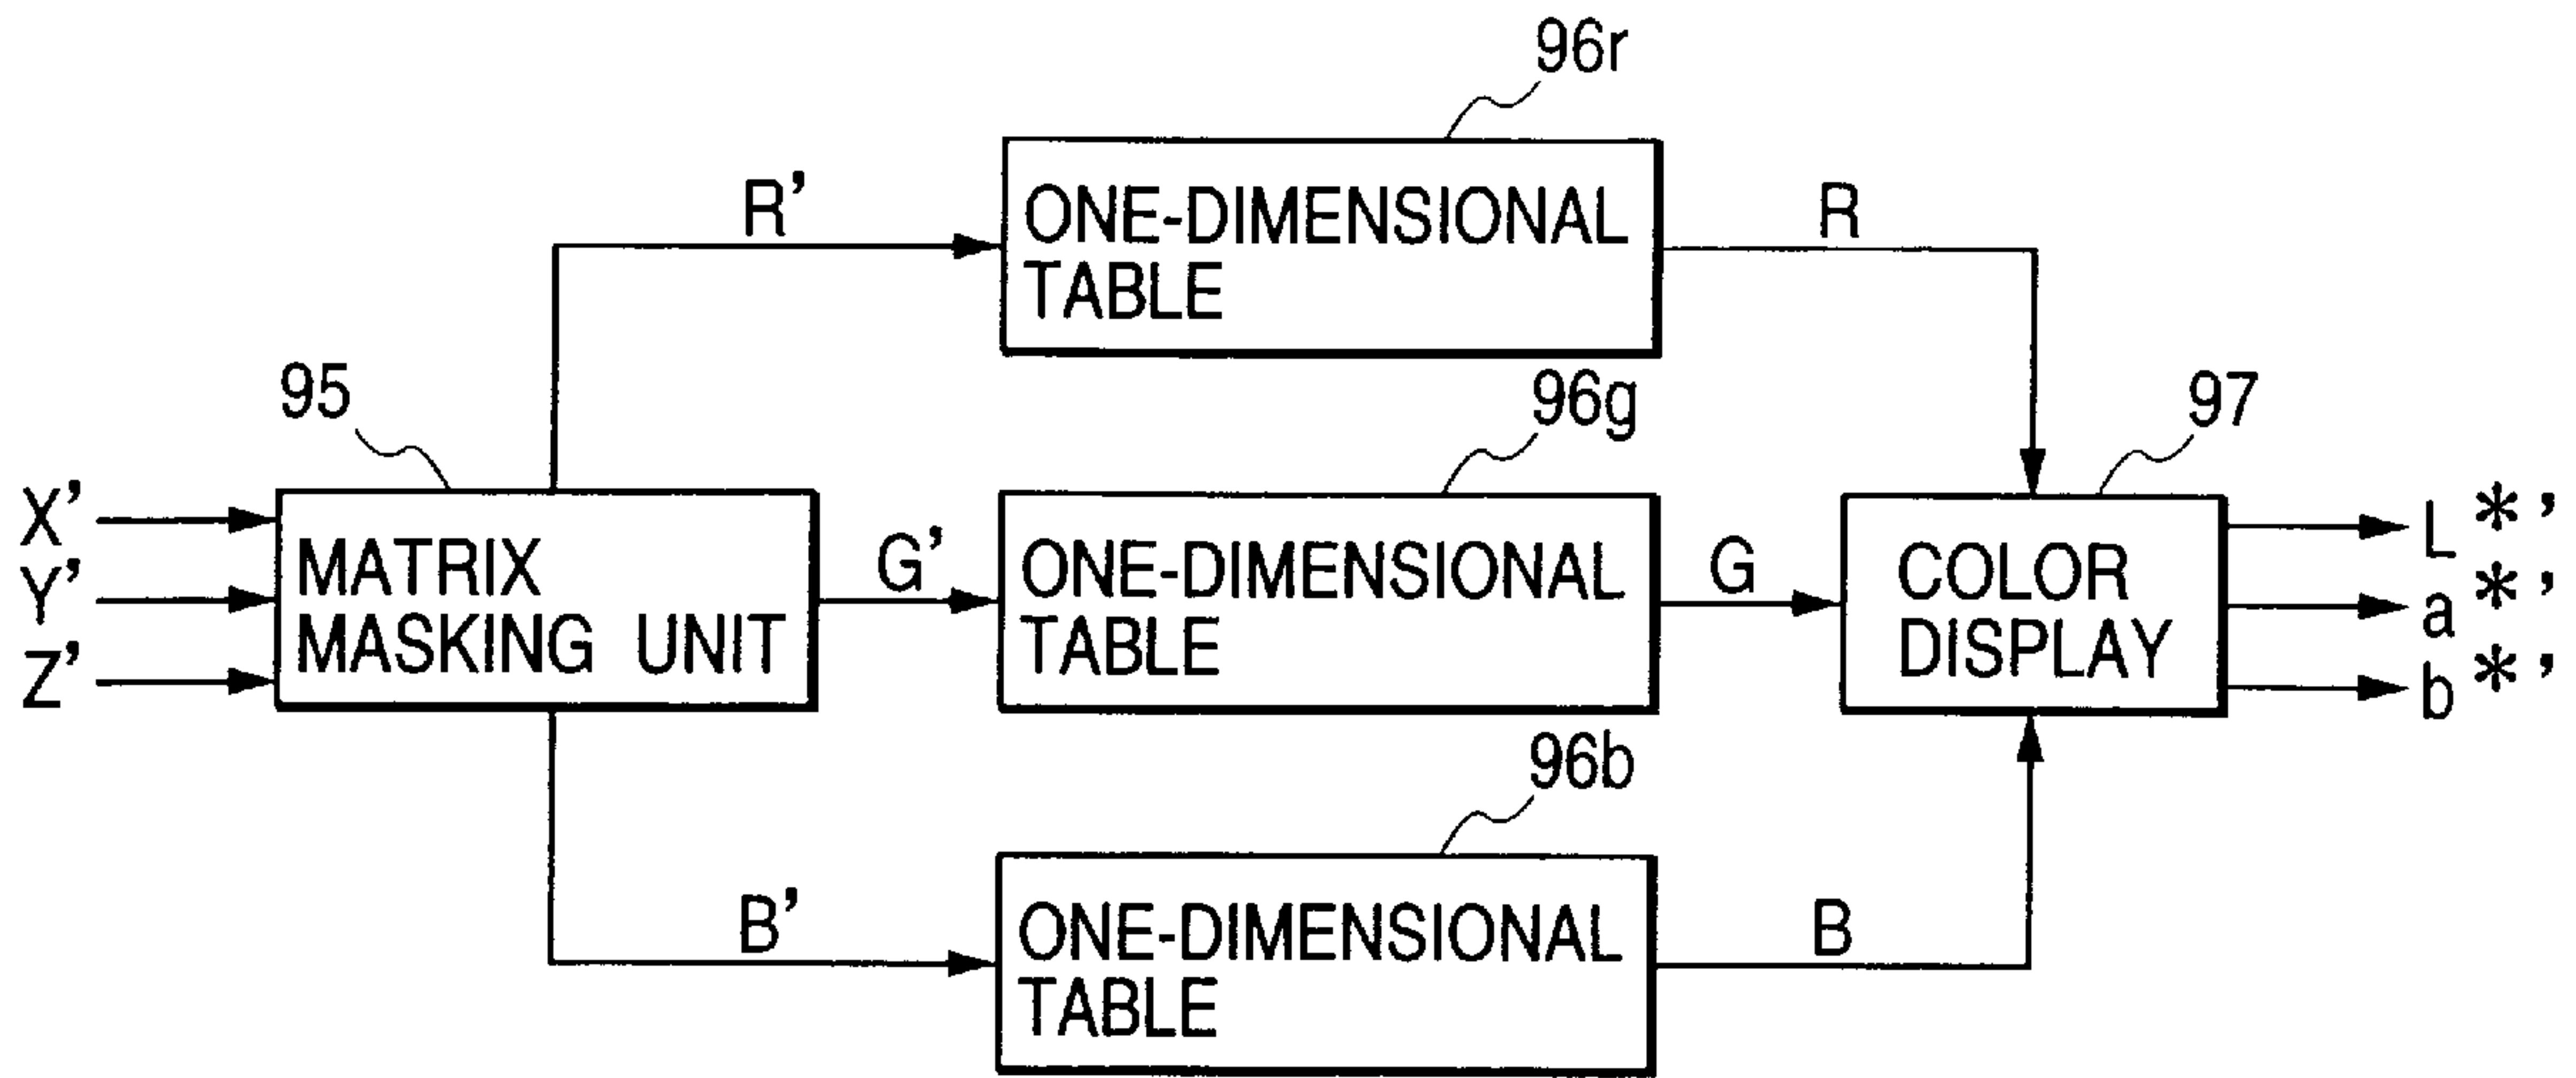 96r
R’
ONE-DIMENSIONAL
TABLE
R
95
96g
97
X’
Y’
Z’
MATRIX
MASKING UNIT
G’
ONE-DIMENSIONAL
TABLE
G
COLOR
DISPLAY
L*’
a*’
b*’
96b
B’
ONE-DIMENSIONAL
TABLE
B